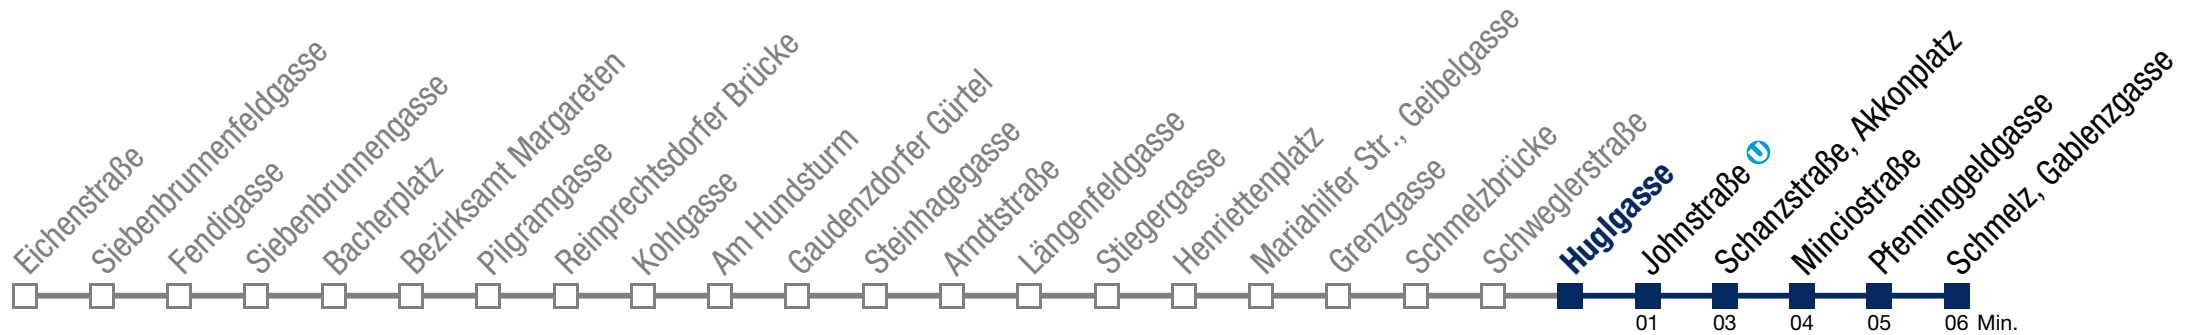 Eichenstraße
Siebenbrunnenfeldgasse
Fendigasse
Siebenbrunnengasse
Bacherplatz
Bezirksamt Margareten
Pilgramgasse
Reinprechtsdorfer Brücke
Kohlgasse
Am Hundsturm
Gaudenzdorfer Gürtel
Steinhagegasse
Arndtstraße
Längenfeldgasse
Stiegergasse
Henriettenplatz
Mariahilfer Str., Geibelgasse
Grenzgasse
Schmelzbrücke
Schweglerstraße
Huglgasse
Johnstraße U
Schanzstraße, Akkonplatz
Minciostraße
Pfenninggeldgasse
Schmelz, Gablenzgasse
01 03 04 05 06 Min.